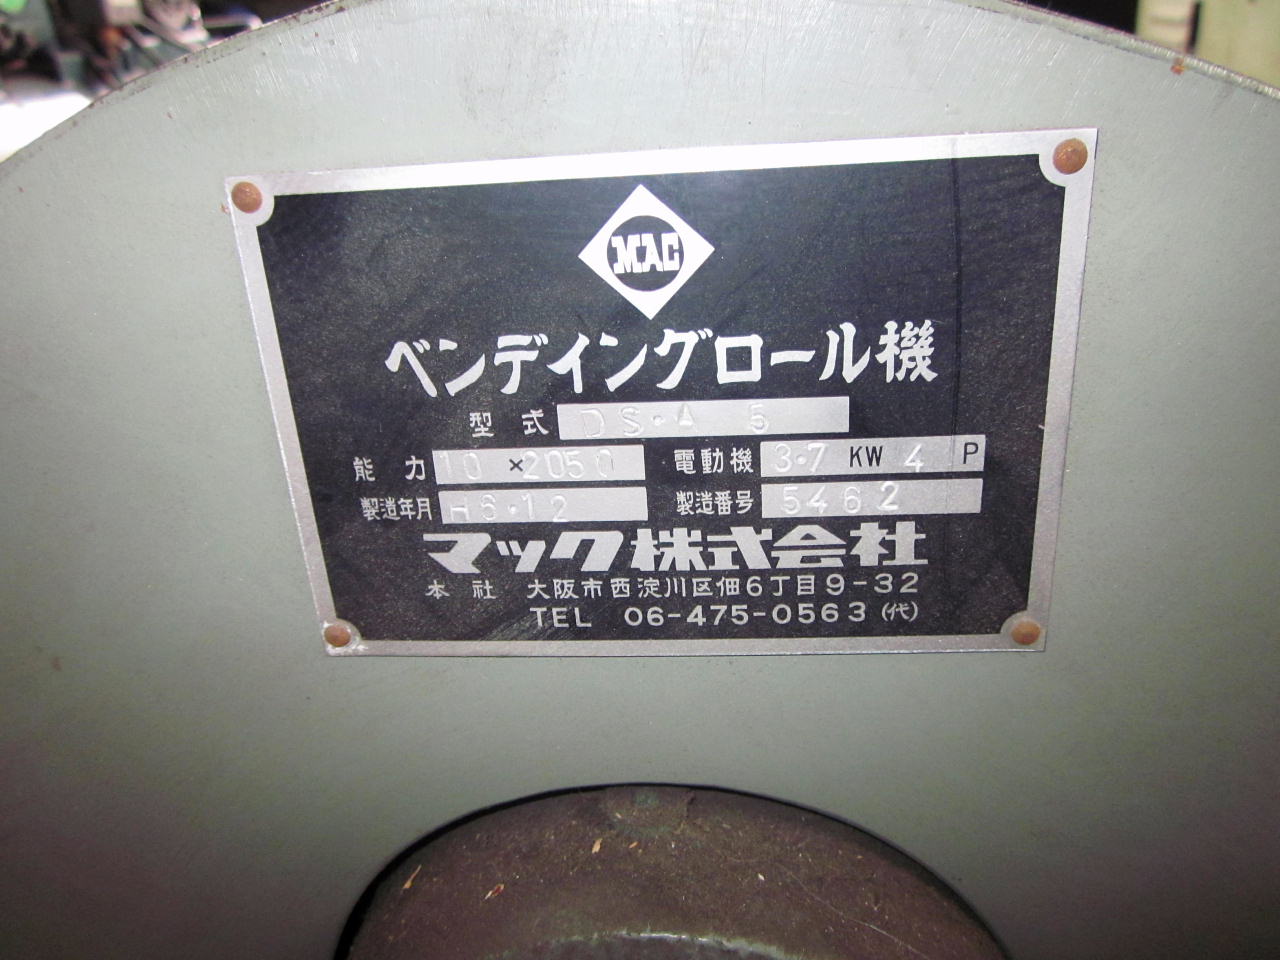 MAC
ベンディングロール機
型式 DS-A 5
能力 10 ×2050 電動機 3.7 KW 4 P
製造年月 H6.12 製造番号 5462
マック株式会社
本社 大阪市西淀川区佃6丁目9-32
TEL 06-475-0563(代)